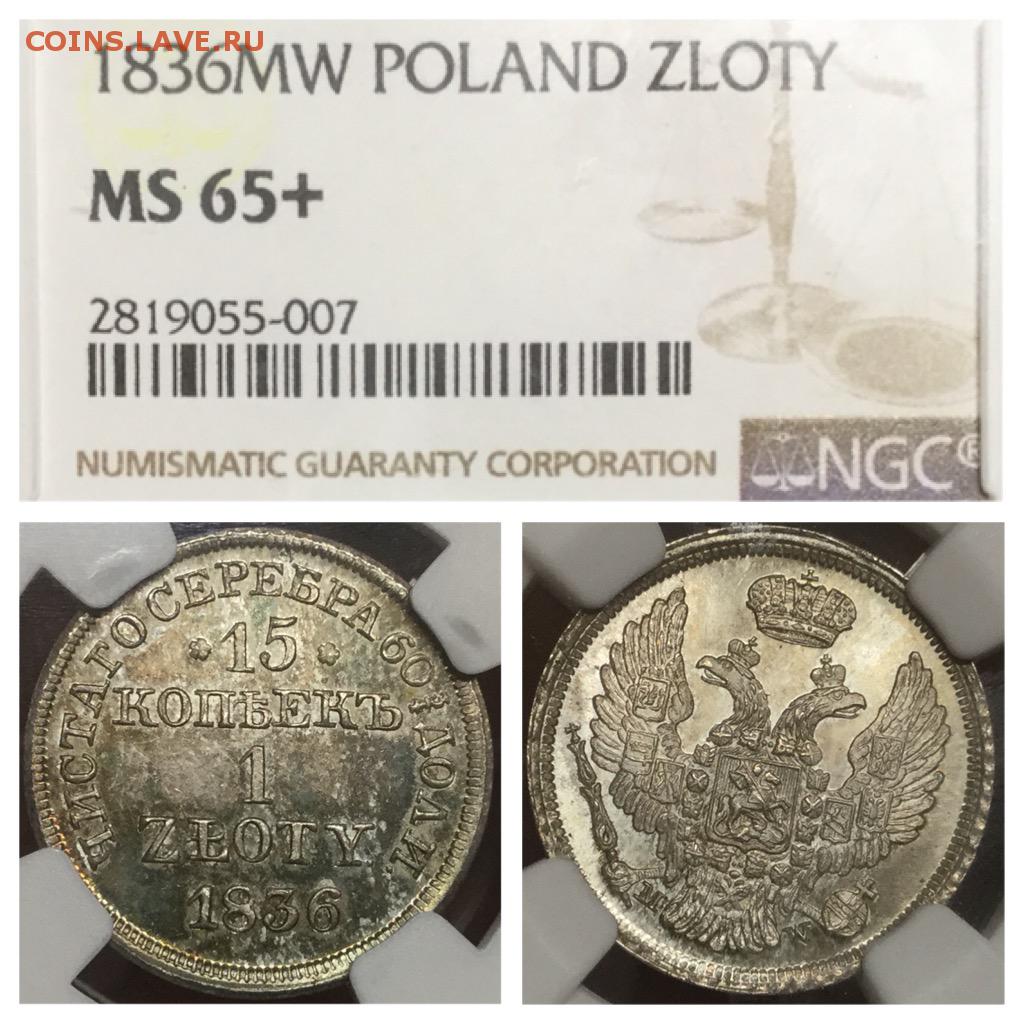 COINS.LAVE.RU
1836MW POLAND ZLOTY
MS 65+
2819055-007
NUMISMATIC GUARANTY CORPORATION
NGC®
ЧИСТАГО СЕРЕБРА 60 ДОЛИ.
15
КОПѢЕКЪ
1
ZŁOTY
1836
W